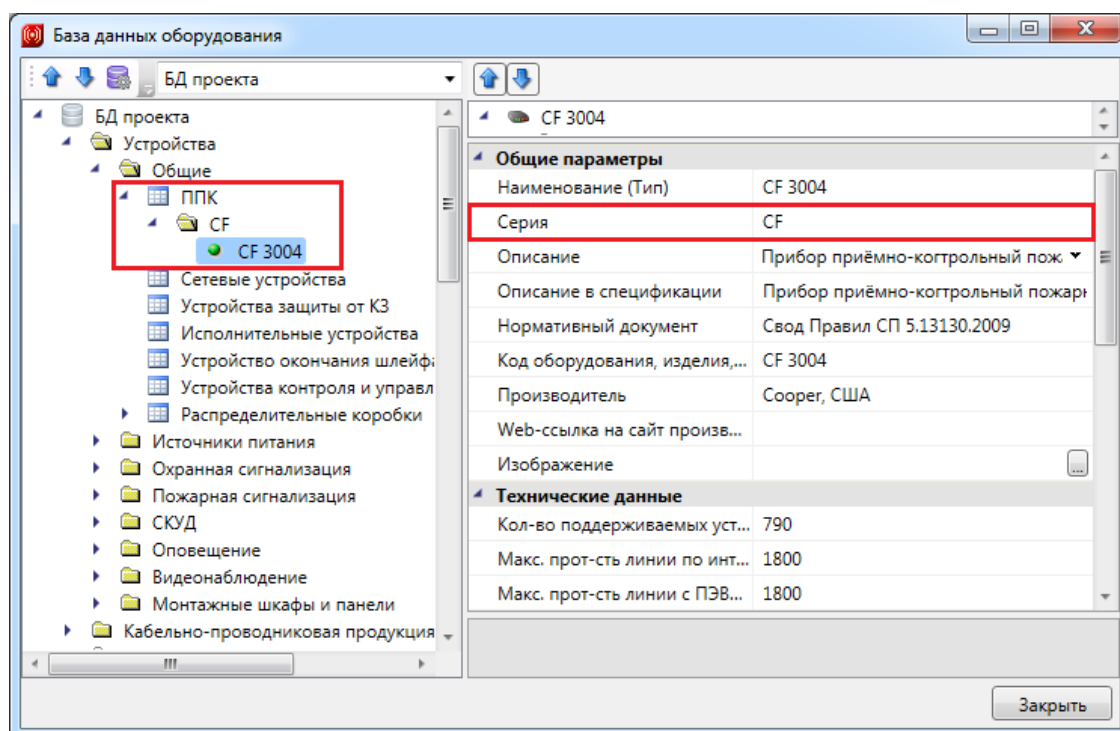 База данных оборудования
БД проекта
БД проекта
Устройства
Общие
ППК
CF
CF 3004
Сетевые устройства
Устройства защиты от КЗ
Исполнительные устройства
Устройство окончания шлейфа
Устройства контроля и управл
Распределительные коробки
Источники питания
Охранная сигнализация
Пожарная сигнализация
СКУД
Оповещение
Видеонаблюдение
Монтажные шкафы и панели
Кабельно-проводниковая продукция
CF 3004
Общие параметры
Наименование (Тип) CF 3004
Серия CF
Описание Прибор приёмно-когтрольный пож
Описание в спецификации Прибор приёмно-когтрольный пожарн
Нормативный документ Свод Правил СП 5.13130.2009
Код оборудования, изделия,... CF 3004
Производитель Cooper, США
Web-ссылка на сайт произв...
Изображение ...
Технические данные
Кол-во поддерживаемых уст... 790
Макс. прот-сть линии по инт... 1800
Макс. прот-сть линии с ПЭВ... 1800
Закрыть